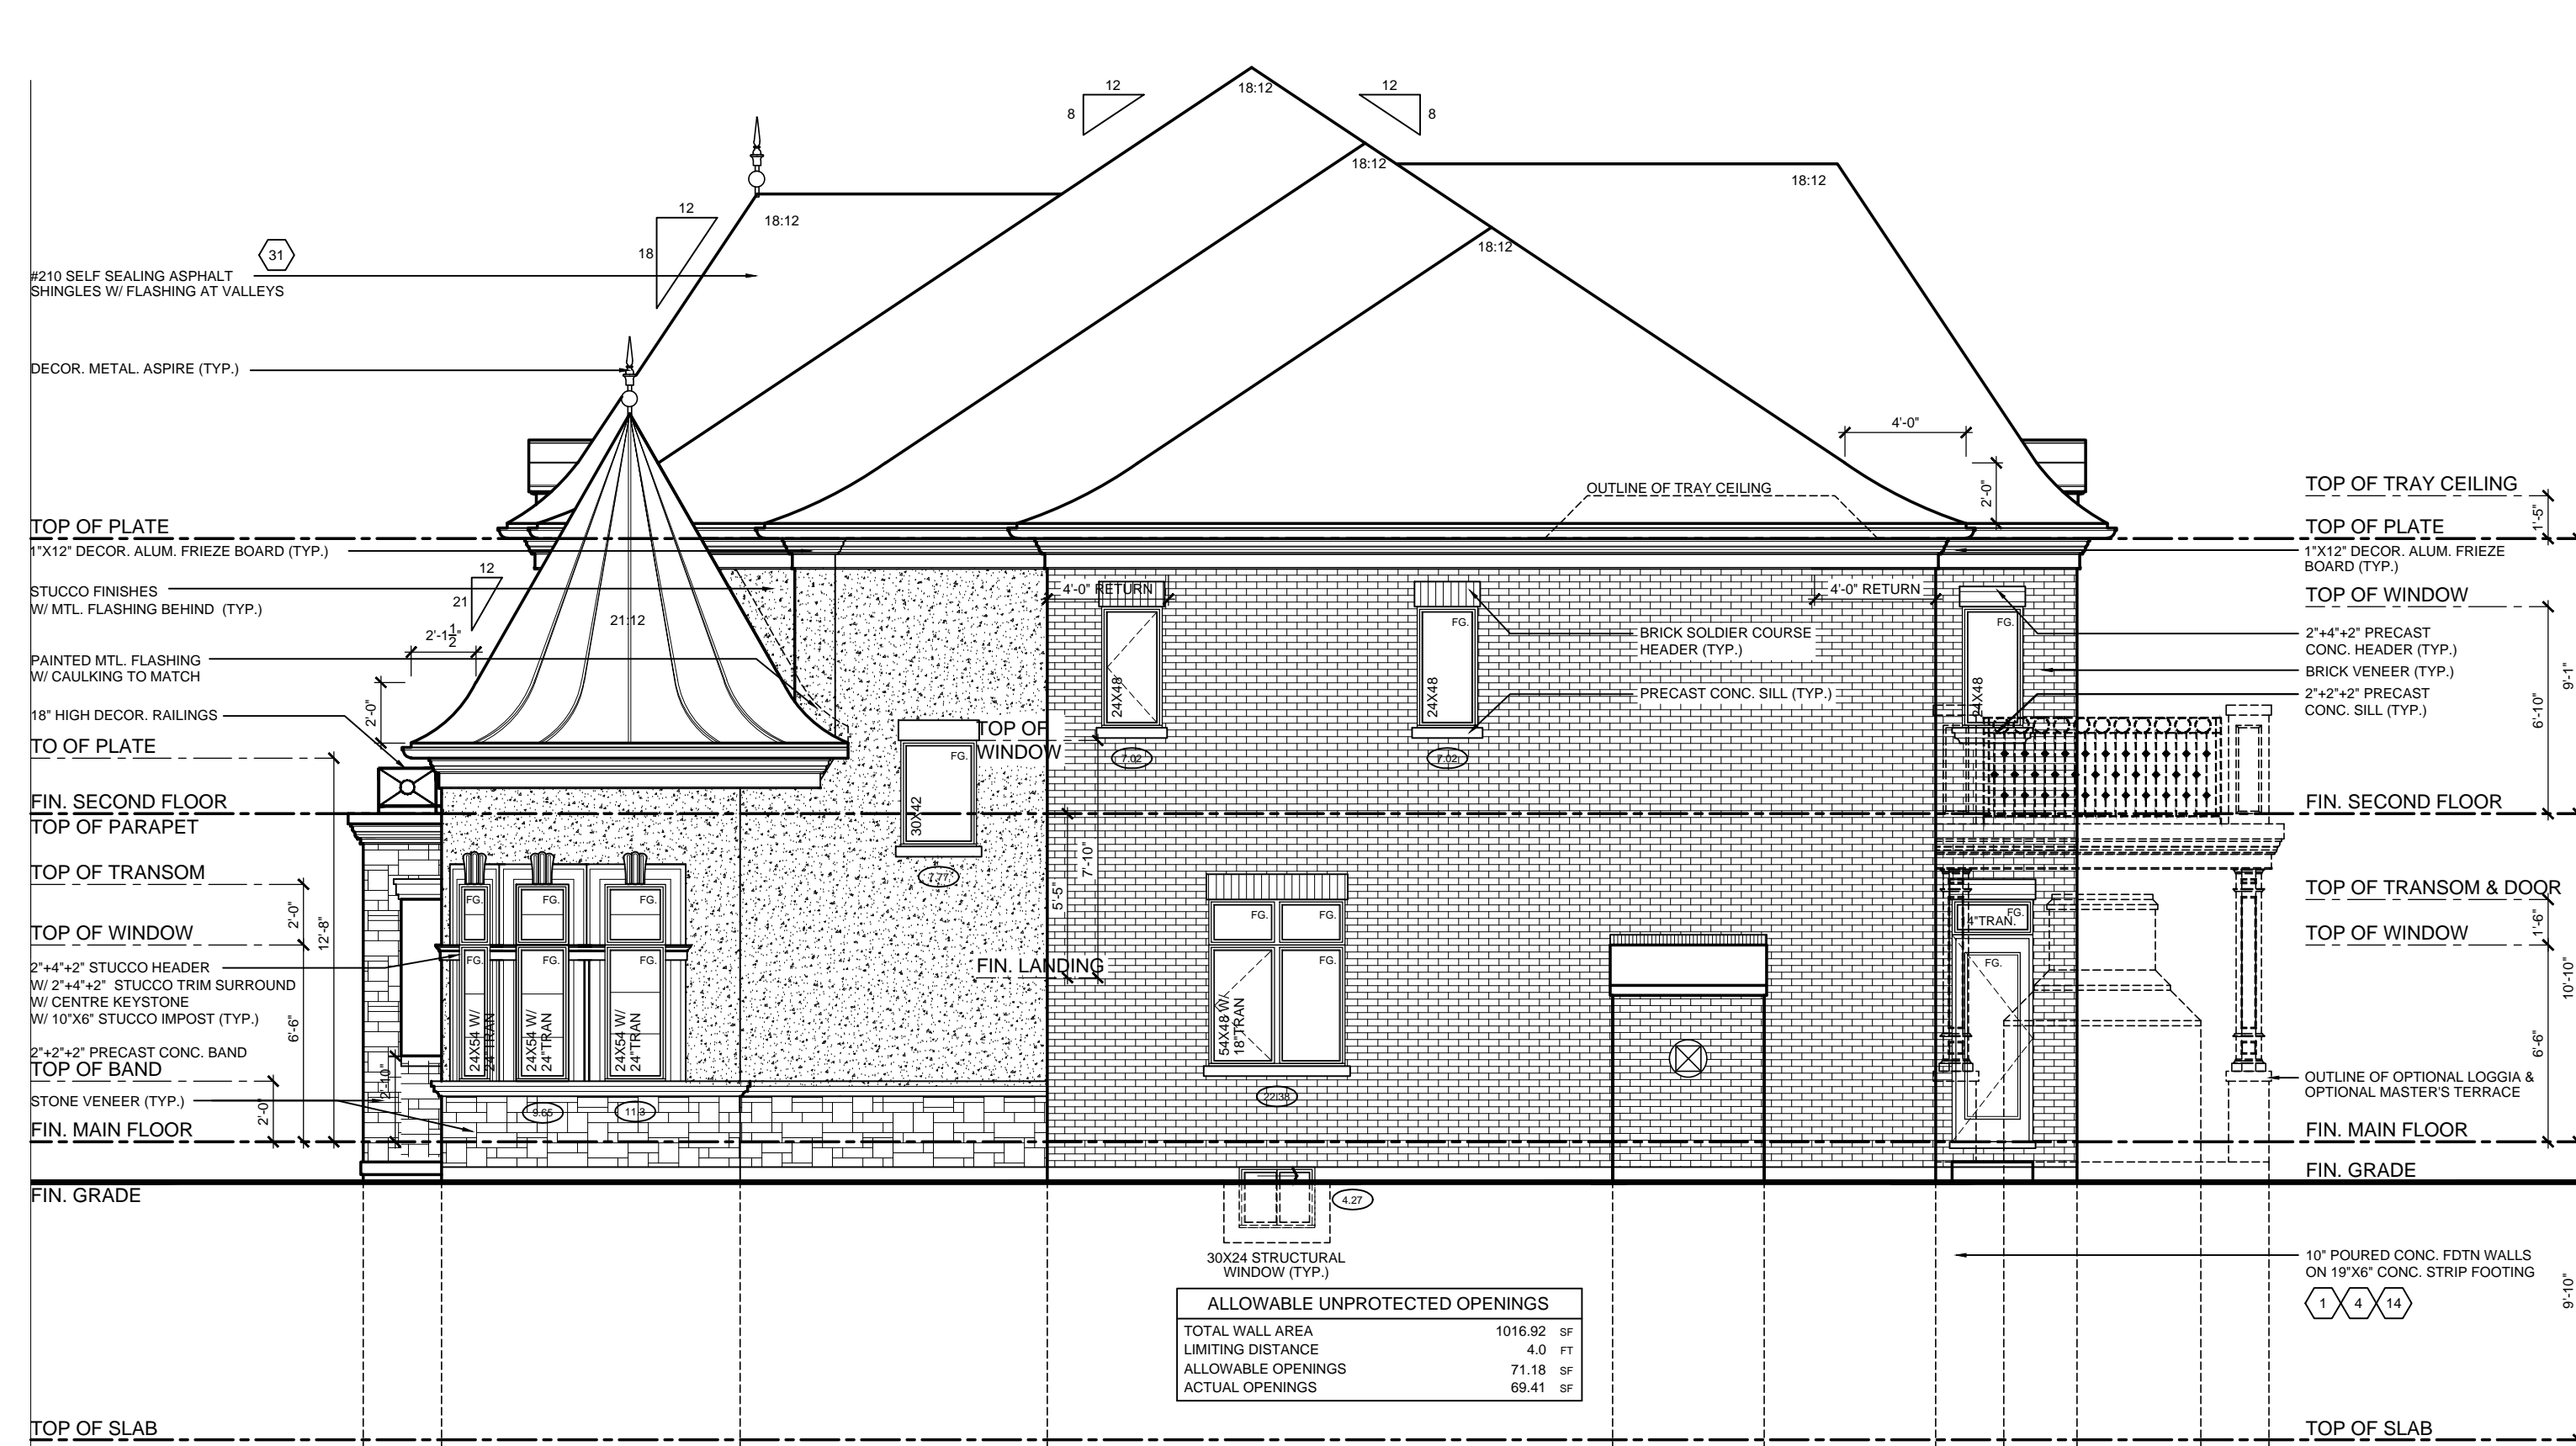 12
8
12
8
18:12
18:12
18:12
18:12
18:12
12
18
31
#210 SELF SEALING ASPHALT
SHINGLES W/ FLASHING AT VALLEYS
DECOR. METAL. ASPIRE (TYP.)
TOP OF PLATE
1"X12" DECOR. ALUM. FRIEZE BOARD (TYP.)
STUCCO FINISHES
W/ MTL. FLASHING BEHIND (TYP.)
12
21
2'-1 1/2"
21:12
PAINTED MTL. FLASHING
W/ CAULKING TO MATCH
2'-0"
18" HIGH DECOR. RAILINGS
TO OF PLATE
FIN. SECOND FLOOR
TOP OF PARAPET
TOP OF TRANSOM
2'-0"
12'-8"
TOP OF WINDOW
2"+4"+2" STUCCO HEADER
W/ 2"+4"+2" STUCCO TRIM SURROUND
W/ CENTRE KEYSTONE
W/ 10"X6" STUCCO IMPOST (TYP.)
6'-6"
2"+2"+2" PRECAST CONC. BAND
TOP OF BAND
2'-10"
STONE VENEER (TYP.)
2'-0"
FIN. MAIN FLOOR
FIN. GRADE
TOP OF SLAB
FG.
FG.
FG.
FG.
FG.
FG.
24X54 W/
24"TRAN
24X54 W/
24"TRAN
24X54 W/
24"TRAN
9.65
11.3
FG.
30X42
7.77
TOP OF
WINDOW
7'-10"
5'-5"
FIN. LANDING
4'-0" RETURN
24X48
7.02
FG.
24X48
7.02
BRICK SOLDIER COURSE
HEADER (TYP.)
PRECAST CONC. SILL (TYP.)
OUTLINE OF TRAY CEILING
4'-0" RETURN
4'-0"
2'-0"
FG.
24X48
FG.
FG.
FG.
54X48 W/
18"TRAN
22.38
FG.
14"TRAN.
FG.
4.27
30X24 STRUCTURAL
WINDOW (TYP.)
ALLOWABLE UNPROTECTED OPENINGS
TOTAL WALL AREA 1016.92 SF
LIMITING DISTANCE 4.0 FT
ALLOWABLE OPENINGS 71.18 SF
ACTUAL OPENINGS 69.41 SF
TOP OF TRAY CEILING
1'-5"
TOP OF PLATE
1"X12" DECOR. ALUM. FRIEZE
BOARD (TYP.)
TOP OF WINDOW
2"+4"+2" PRECAST
CONC. HEADER (TYP.)
BRICK VENEER (TYP.)
2"+2"+2" PRECAST
CONC. SILL (TYP.)
9'-1"
6'-10"
FIN. SECOND FLOOR
TOP OF TRANSOM & DOOR
1'-6"
TOP OF WINDOW
10'-10"
6'-6"
OUTLINE OF OPTIONAL LOGGIA &
OPTIONAL MASTER'S TERRACE
FIN. MAIN FLOOR
FIN. GRADE
10" POURED CONC. FDTN WALLS
ON 19"X6" CONC. STRIP FOOTING
1 4 14
9'-10"
TOP OF SLAB